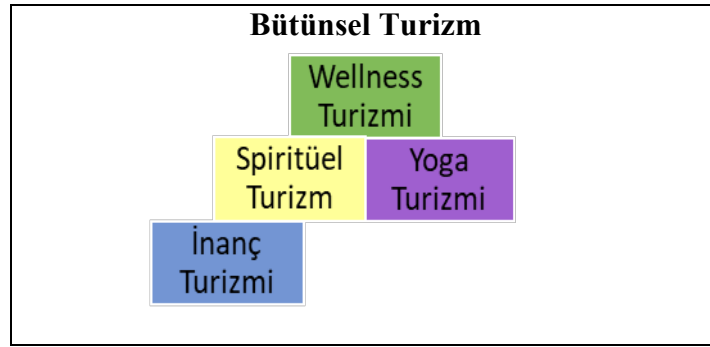 Bütünsel Turizm
Wellness
Turizmi
Spiritüel
Turizm
Yoga
Turizmi
İnanç
Turizmi